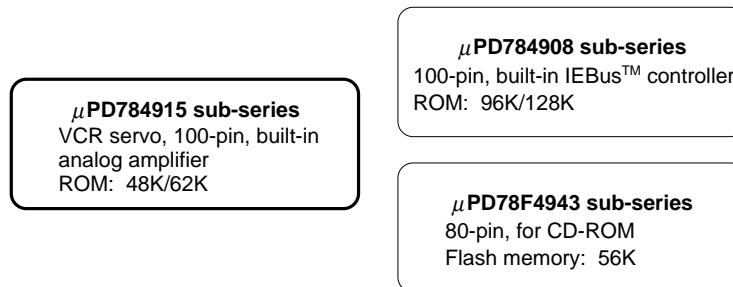 μPD784915 sub-series
VCR servo, 100-pin, built-in
analog amplifier
ROM: 48K/62K
μPD784908 sub-series
100-pin, built-in IEBus™ controller
ROM: 96K/128K
μPD78F4943 sub-series
80-pin, for CD-ROM
Flash memory: 56K